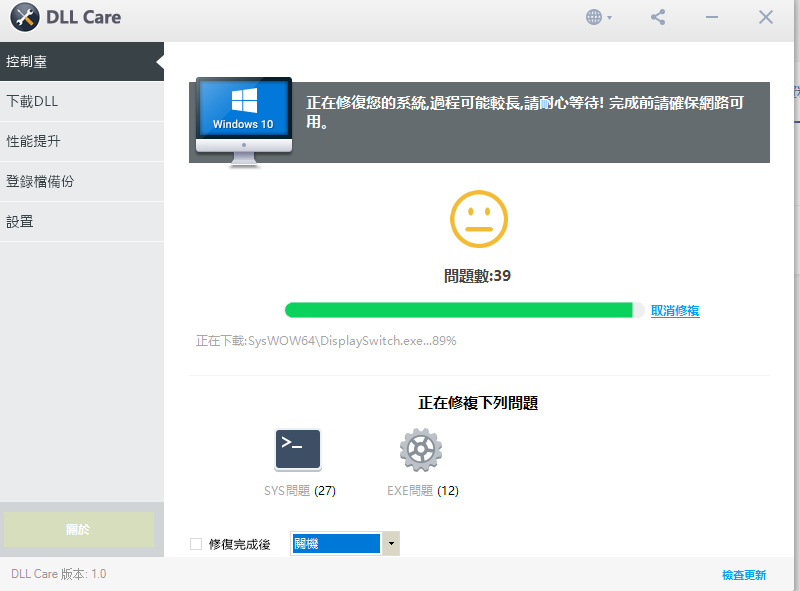 DLL Care
控制臺
下載DLL
性能提升
登錄檔備份
設置
關於
Windows 10
正在修復您的系統,過程可能較長,請耐心等待! 完成前請確保網路可
用。
問題數:39
取消修複
正在下載:SysWOW64\DisplaySwitch.exe...89%
正在修複下列問題
SYS問題 (27)
EXE問題 (12)
修復完成後
關機
DLL Care 版本: 1.0
檢查更新